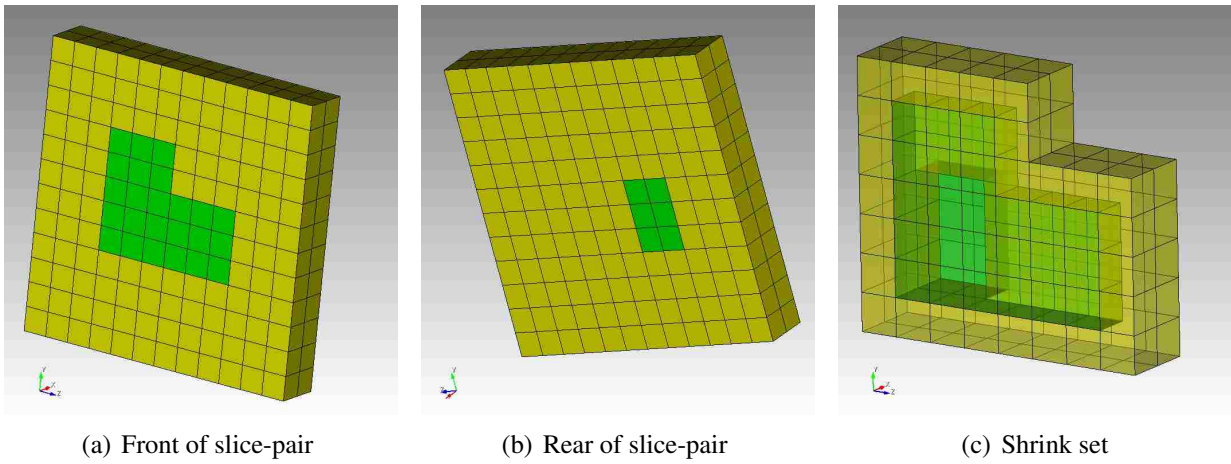 Y
X
Z
Y
Z
Y
X
Z
(a) Front of slice-pair
(b) Rear of slice-pair
(c) Shrink set